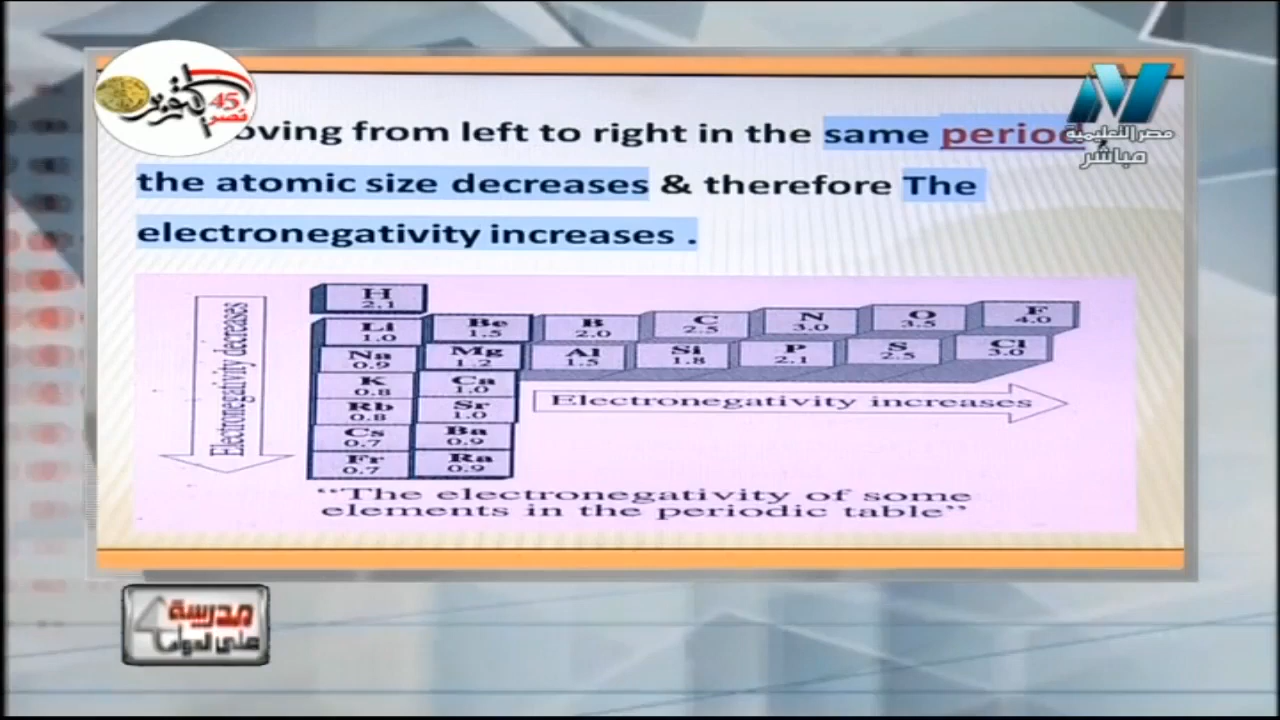 45
نصر
أكتوبر
oving from left to right in the same period,
the atomic size decreases & therefore The
electronegativity increases .
مصر التعليمية
مباشر
Electronegativity decreases
H
2.1
Li Be B C N O F
1.0 1.5 2.0 2.5 3.0 3.5 4.0
Na Mg Al Si P S Cl
0.9 1.2 1.5 1.8 2.1 2.5 3.0
K Ca
0.8 1.0
Rb Sr
0.8 1.0
Cs Ba
0.7 0.9
Fr Ra
0.7 0.9
Electronegativity increases
“The electronegativity of some
elements in the periodic table”
مدرسة
على الهواء